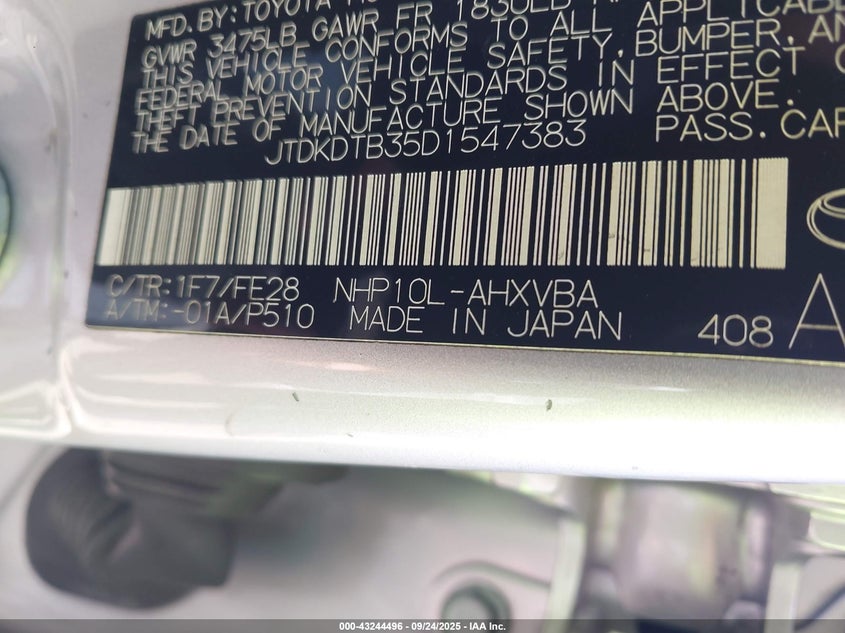 MFD. BY: TOYOTA
GVWR 3475LB GAWR FR 1830LB
THIS VEHICLE CONFORMS TO ALL APPLICABLE
FEDERAL MOTOR VEHICLE SAFETY, BUMPER, AN
THEFT PREVENTION STANDARDS IN EFFECT O
THE DATE OF MANUFACTURE SHOWN ABOVE.
JTDKDTB35D1547383 PASS. CAR
C/TR:1F7/FE28 NHP10L-AHXVBA
A/TM:-01A/P510 MADE IN JAPAN 408 A
000-43244496 - 09/24/2025 - IAA Inc.